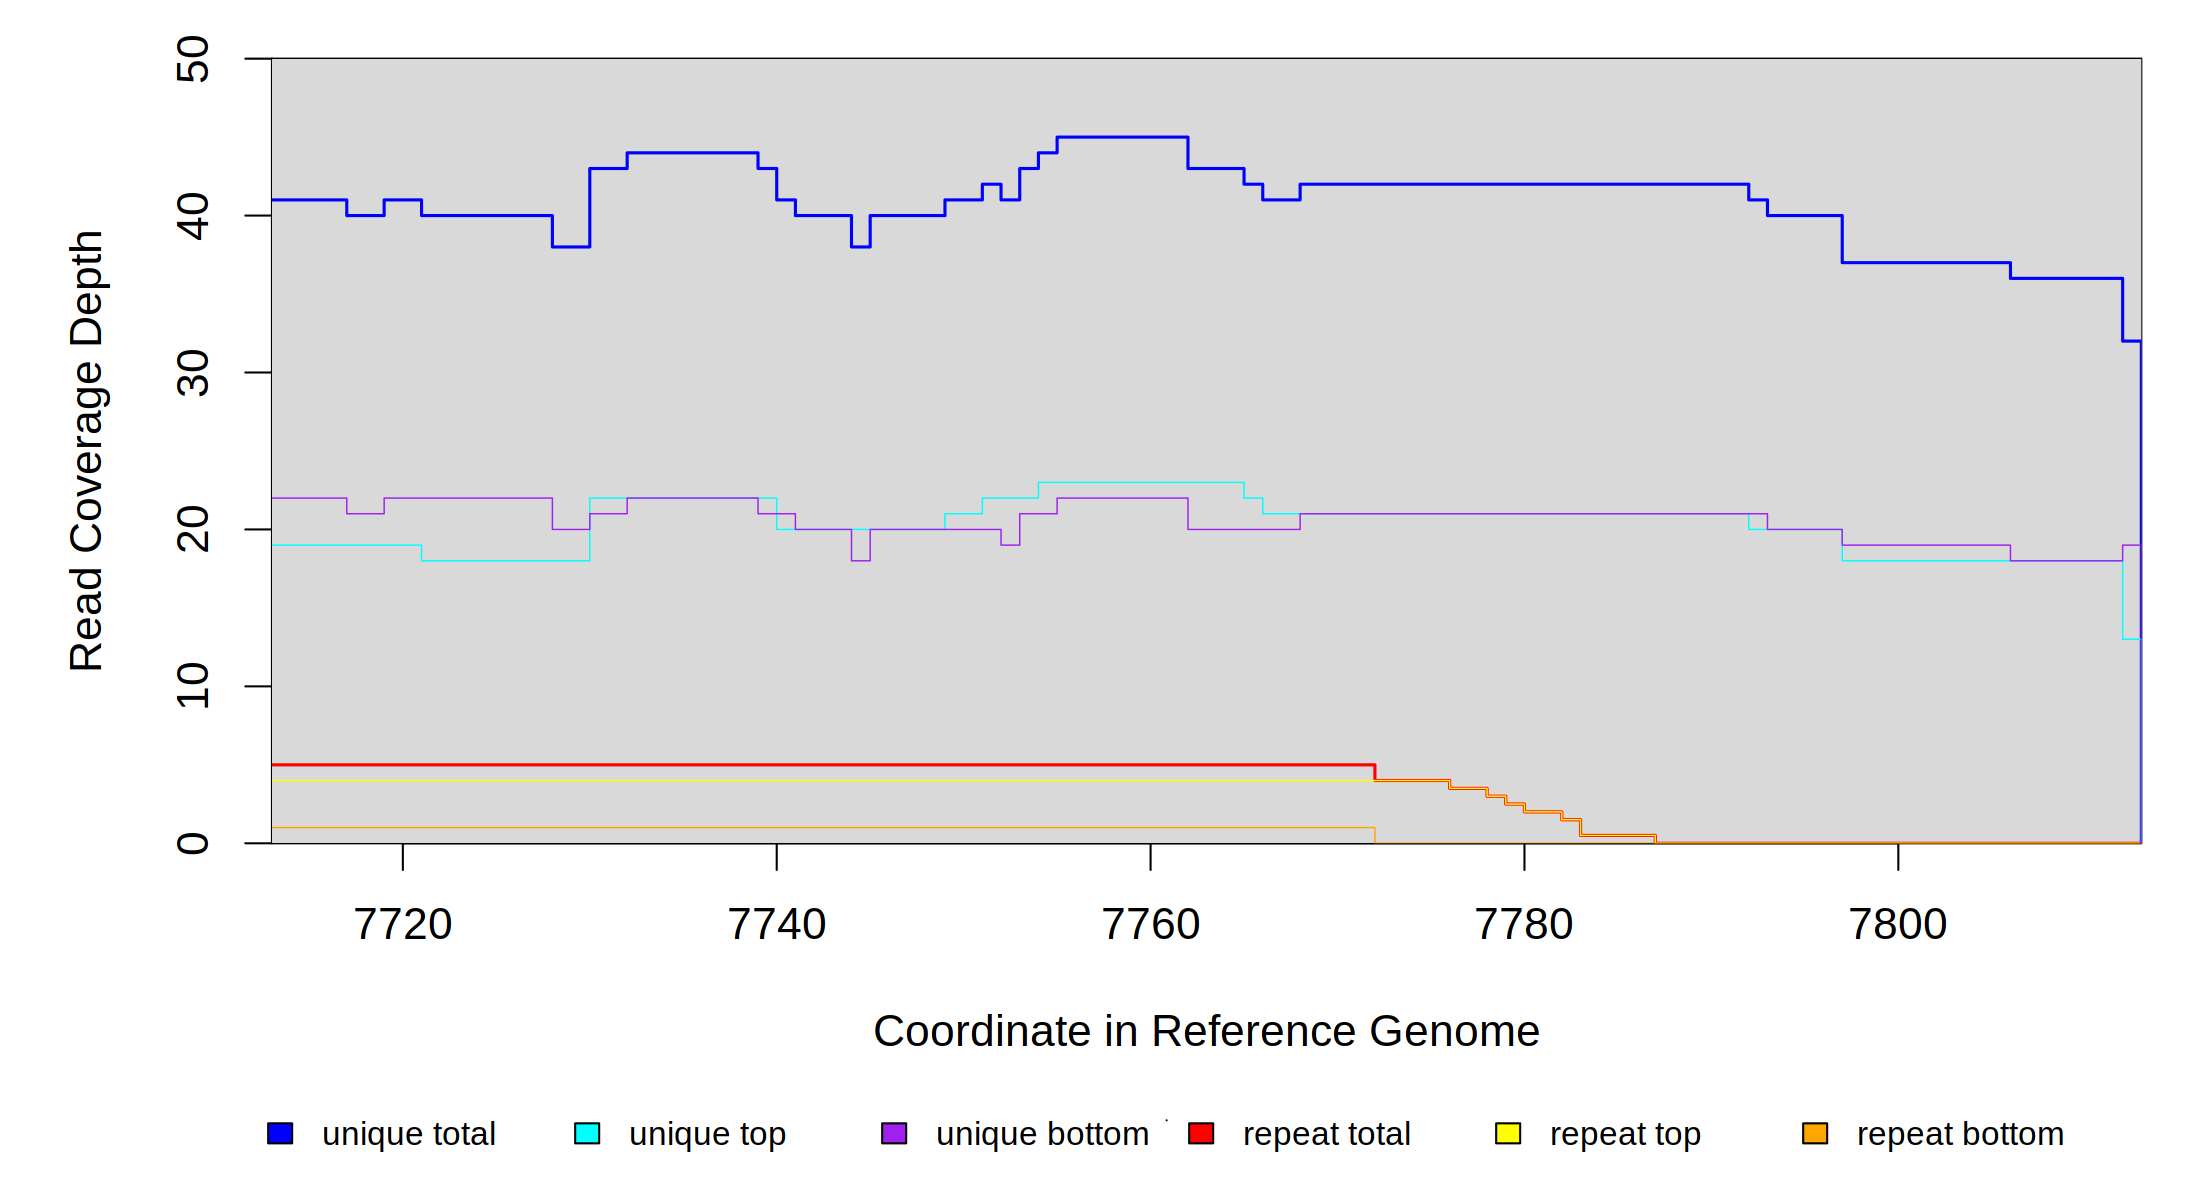 50
40
30
20
10
0
Read Coverage Depth
7720 7740 7760 7780 7800
Coordinate in Reference Genome
unique total unique top unique bottom repeat total repeat top repeat bottom